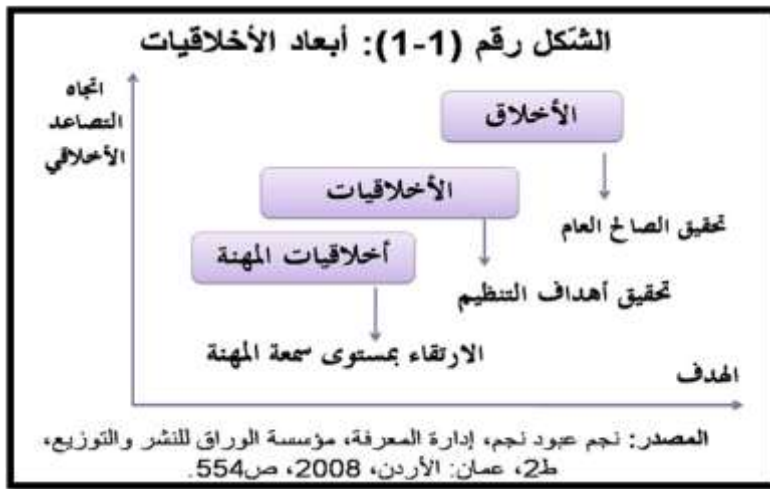 الشكل رقم (1-1): أبعاد الأخلاقيات
اتجاه
التصاعد
الأخلاقي
الأخلاق
تحقيق الصالح العام
الأخلاقيات
تحقيق أهداف التنظيم
أخلاقيات المهنة
الارتقاء بمستوى سمعة المهنة
الهدف
المصدر: نجم عبود نجم، إدارة المعرفة، مؤسسة الوراق للنشر والتوزيع،
ط2، عمان: الأردن، 2008، ص554.